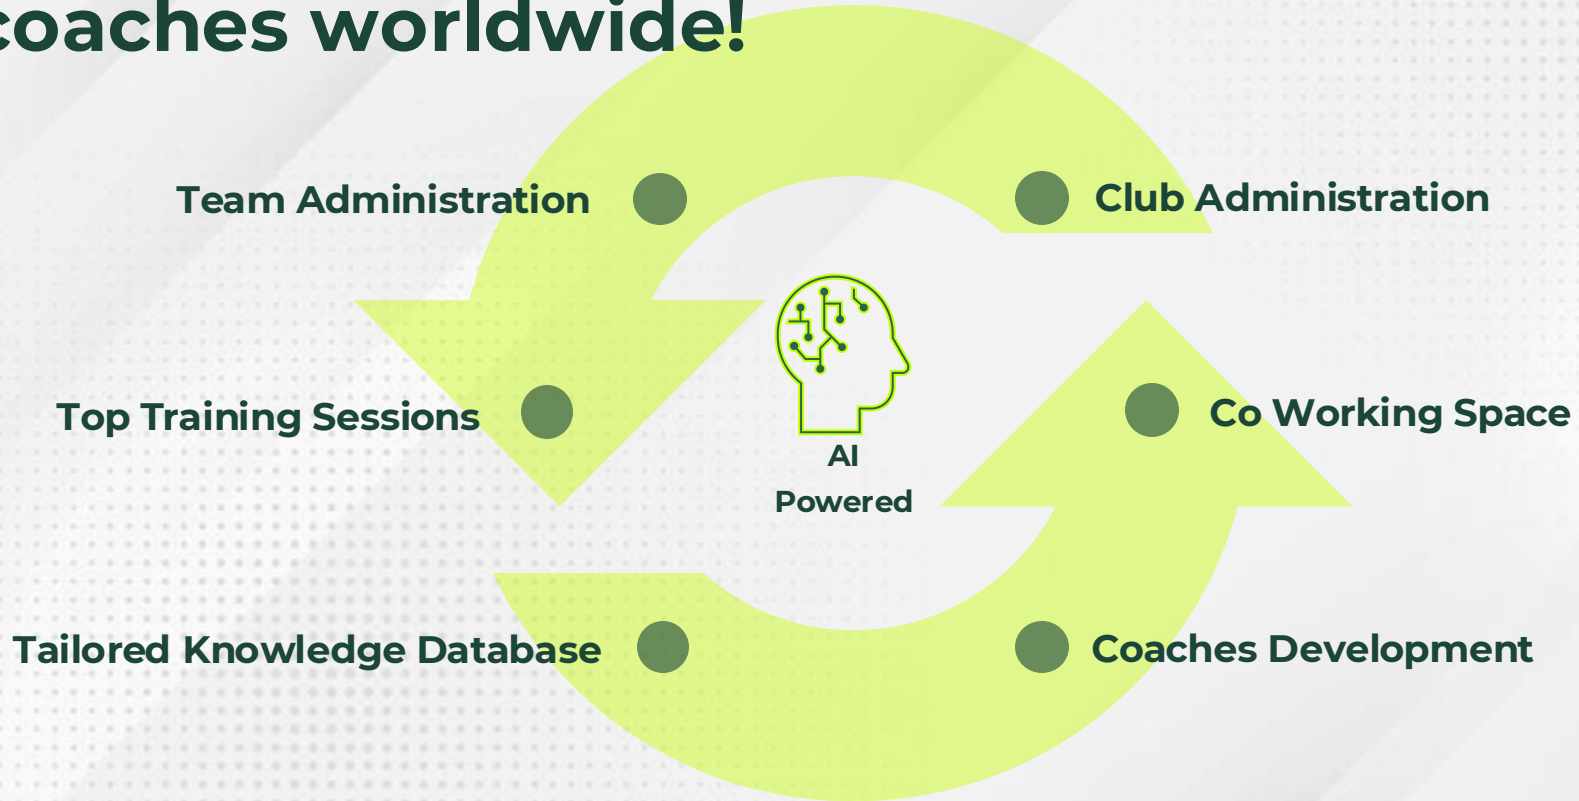 coaches worldwide!
Team Administration
Club Administration
Top Training Sessions
Co Working Space
AI
Powered
Tailored Knowledge Database
Coaches Development